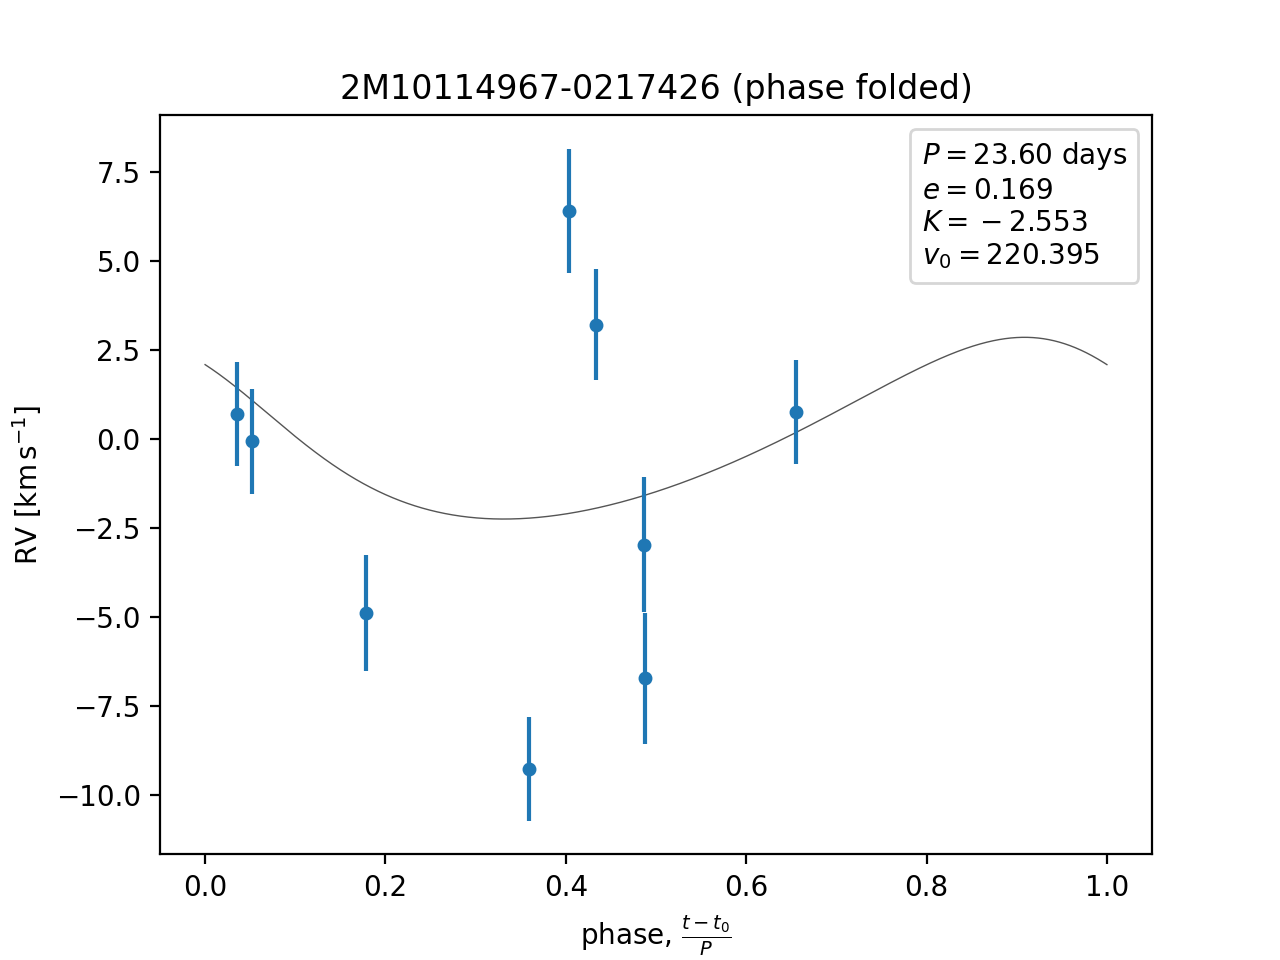 2M10114967-0217426 (phase folded)
P = 23.60 days
e = 0.169
K = −2.553
v₀ = 220.395
7.5
5.0
2.5
0.0
−2.5
−5.0
−7.5
−10.0
RV [km s⁻¹]
0.0 0.2 0.4 0.6 0.8 1.0
phase, (t − t₀)/P